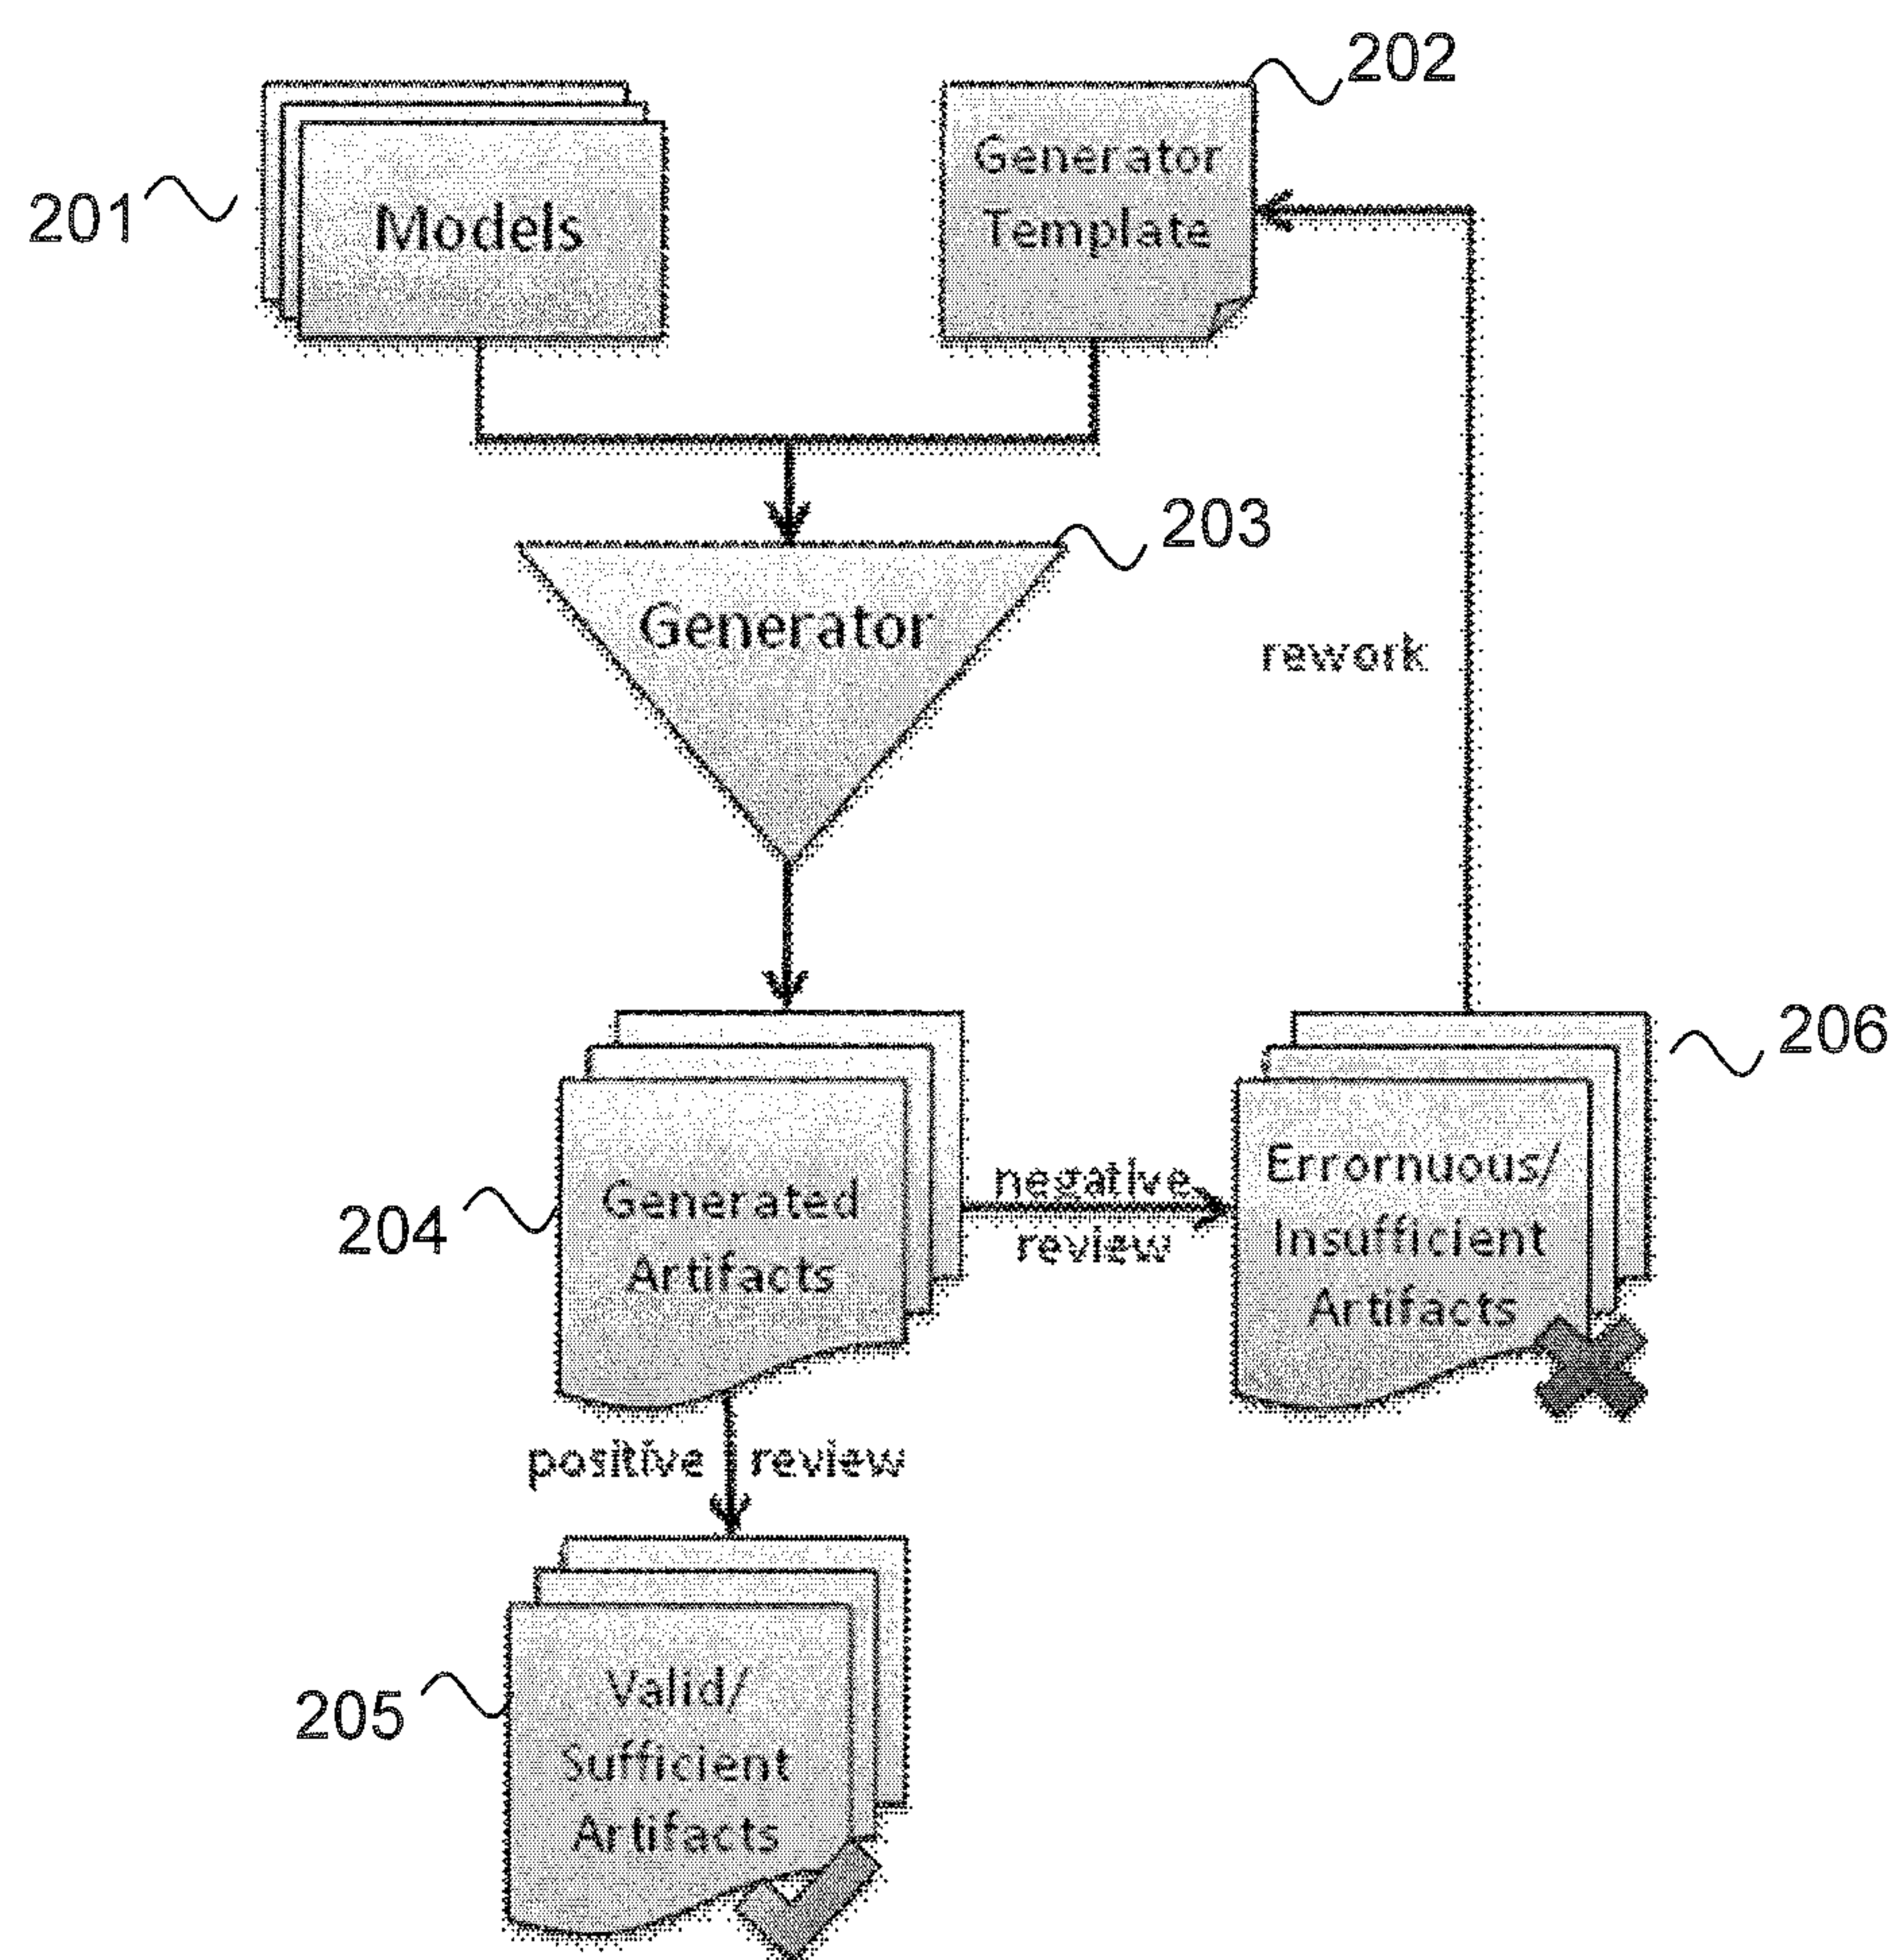 202
Generator
Template
201
Models
203
Generator
rework
206
204
Generated
Artifacts
negative
review
Errornuous/
Insufficient
Artifacts
positive review
205
Valid/
Sufficient
Artifacts